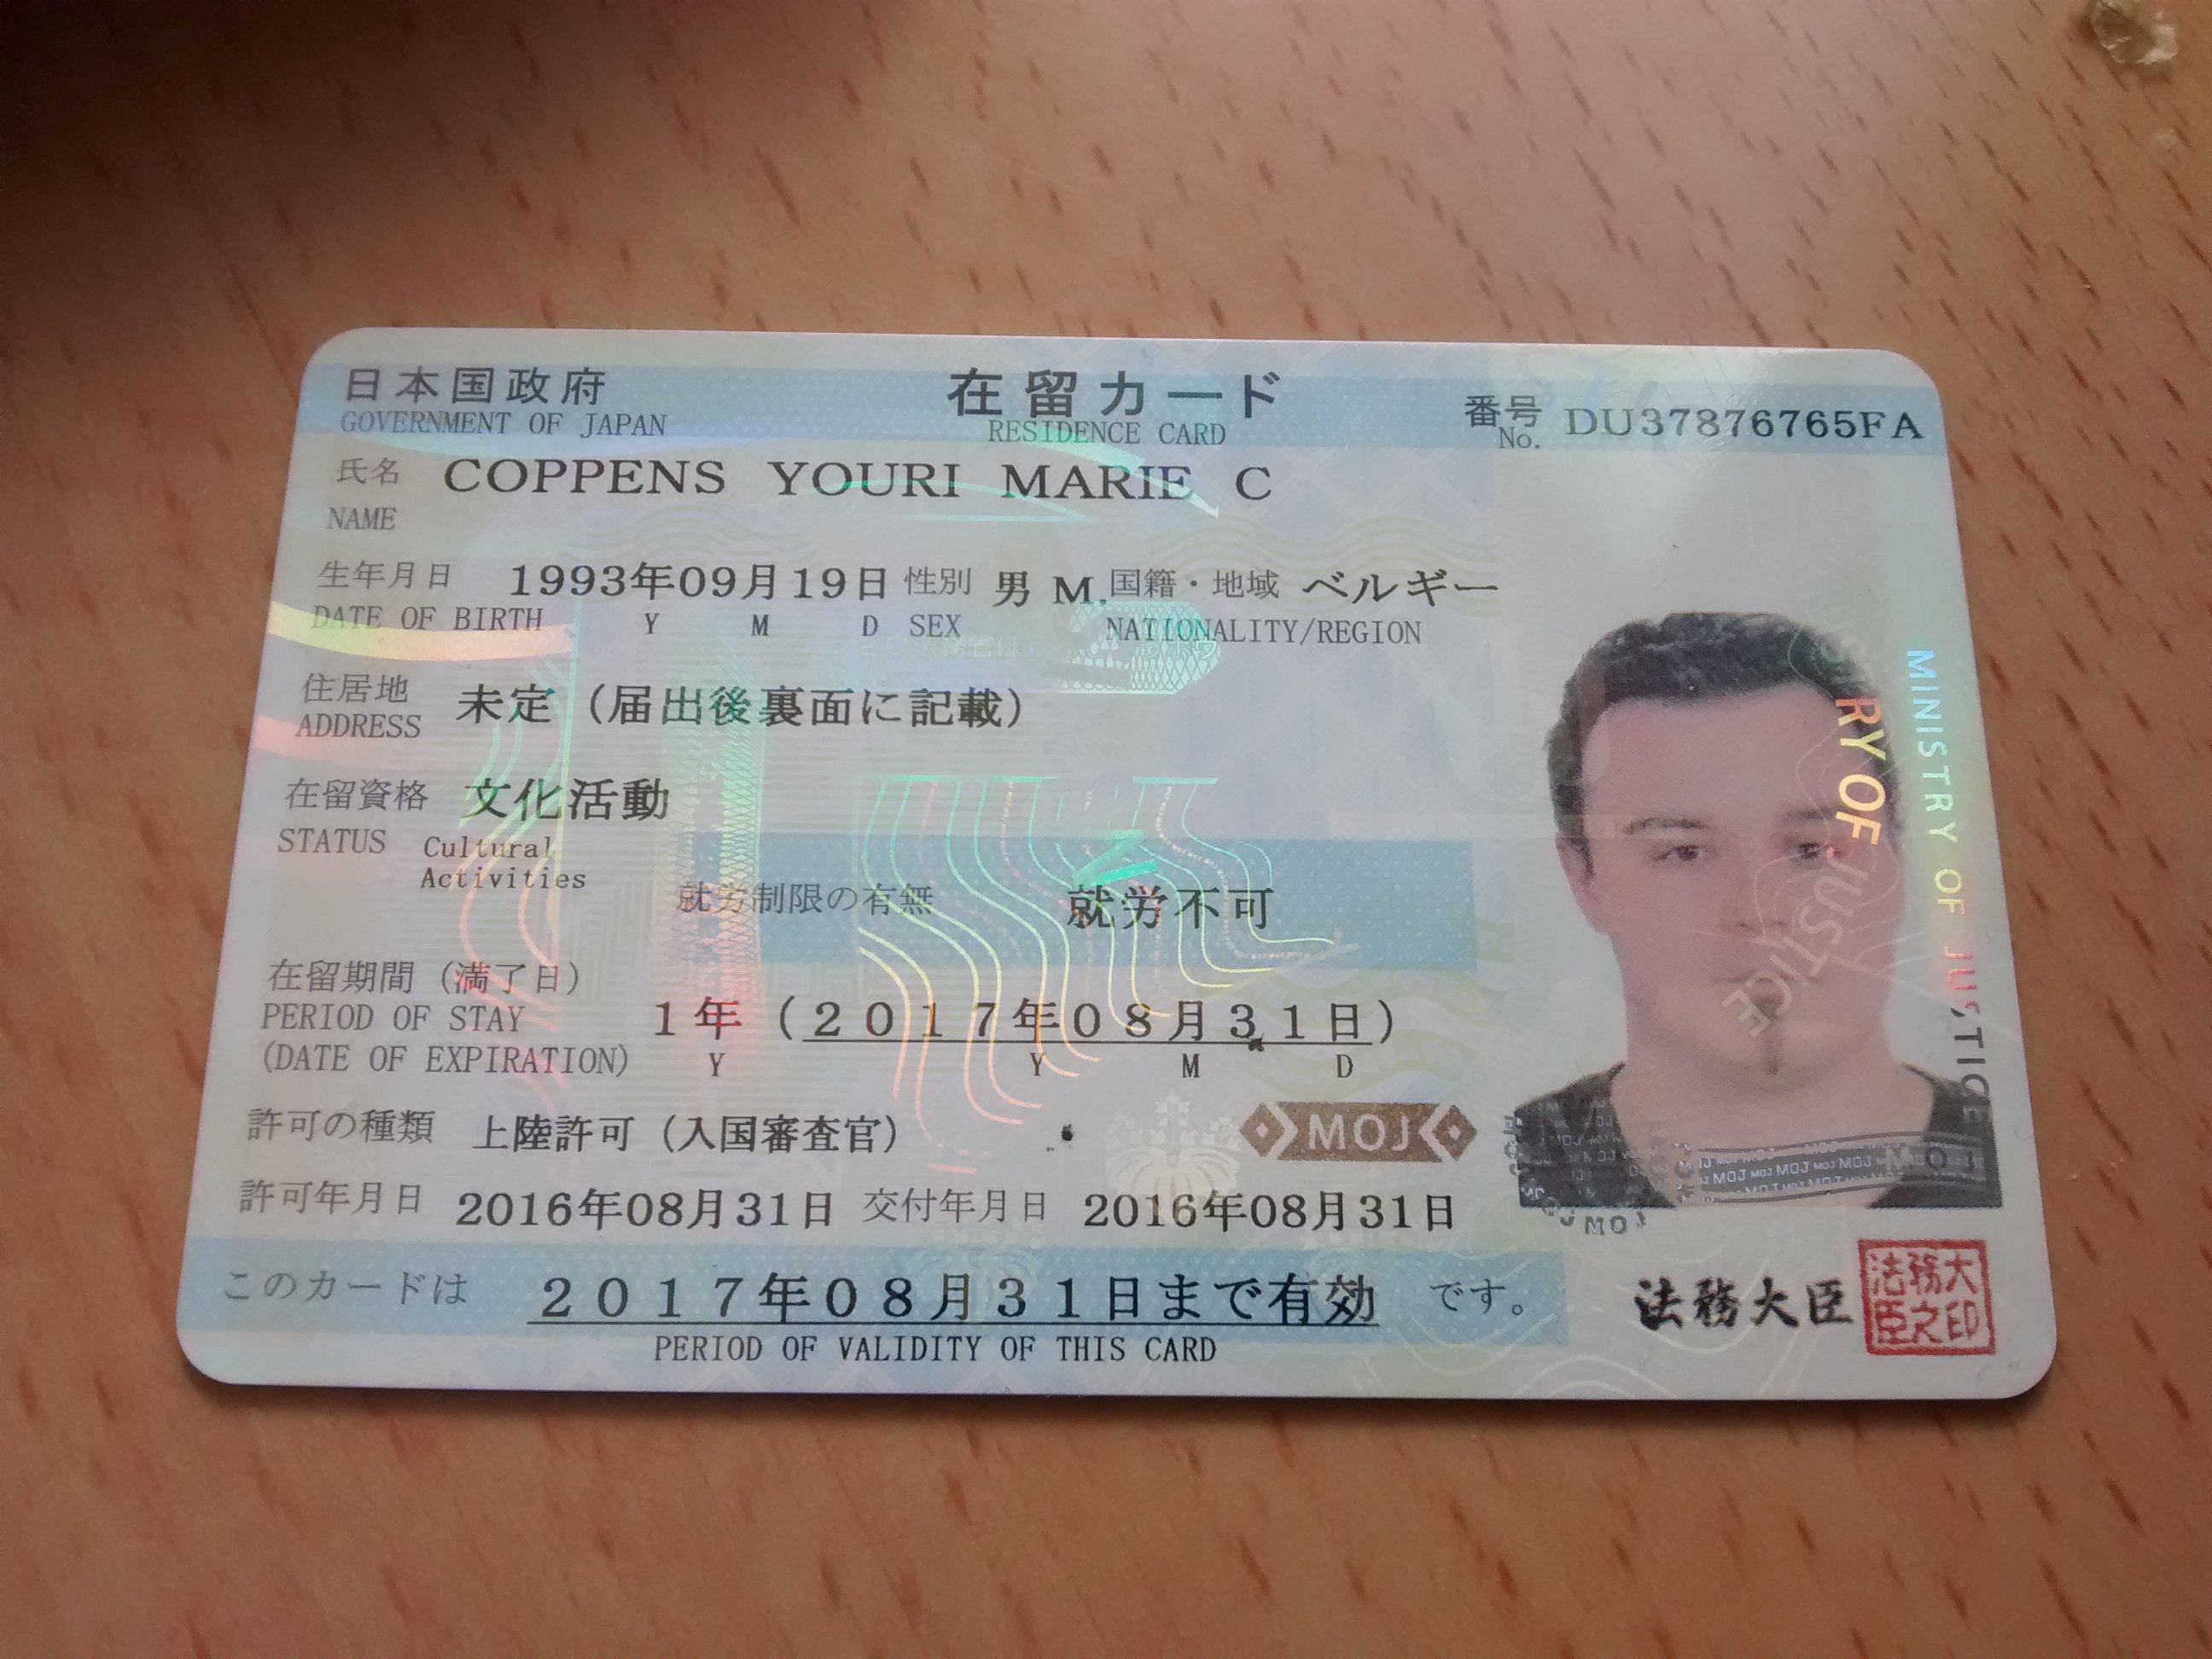 日本国政府 在留カード 番号 DU37876765FA
GOVERNMENT OF JAPAN RESIDENCE CARD No.
氏名 COPPENS YOURI MARIE C
NAME
生年月日 1993年09月19日 性別 男 M. 国籍・地域 ベルギー
DATE OF BIRTH Y M D SEX NATIONALITY/REGION
住居地 未定（届出後裏面に記載）
ADDRESS
在留資格 文化活動
STATUS Cultural
Activities
就労制限の有無 就労不可
在留期間（満了日）
PERIOD OF STAY 1年（2017年08月31日）
(DATE OF EXPIRATION) Y Y M D
許可の種類 上陸許可（入国審査官）
MOJ
許可年月日 2016年08月31日 交付年月日 2016年08月31日
このカードは 2017年08月31日まで有効 です。
PERIOD OF VALIDITY OF THIS CARD
法務大臣
法務大
臣之印
MINISTRY OF JUSTICE
RY OF JUSTICE